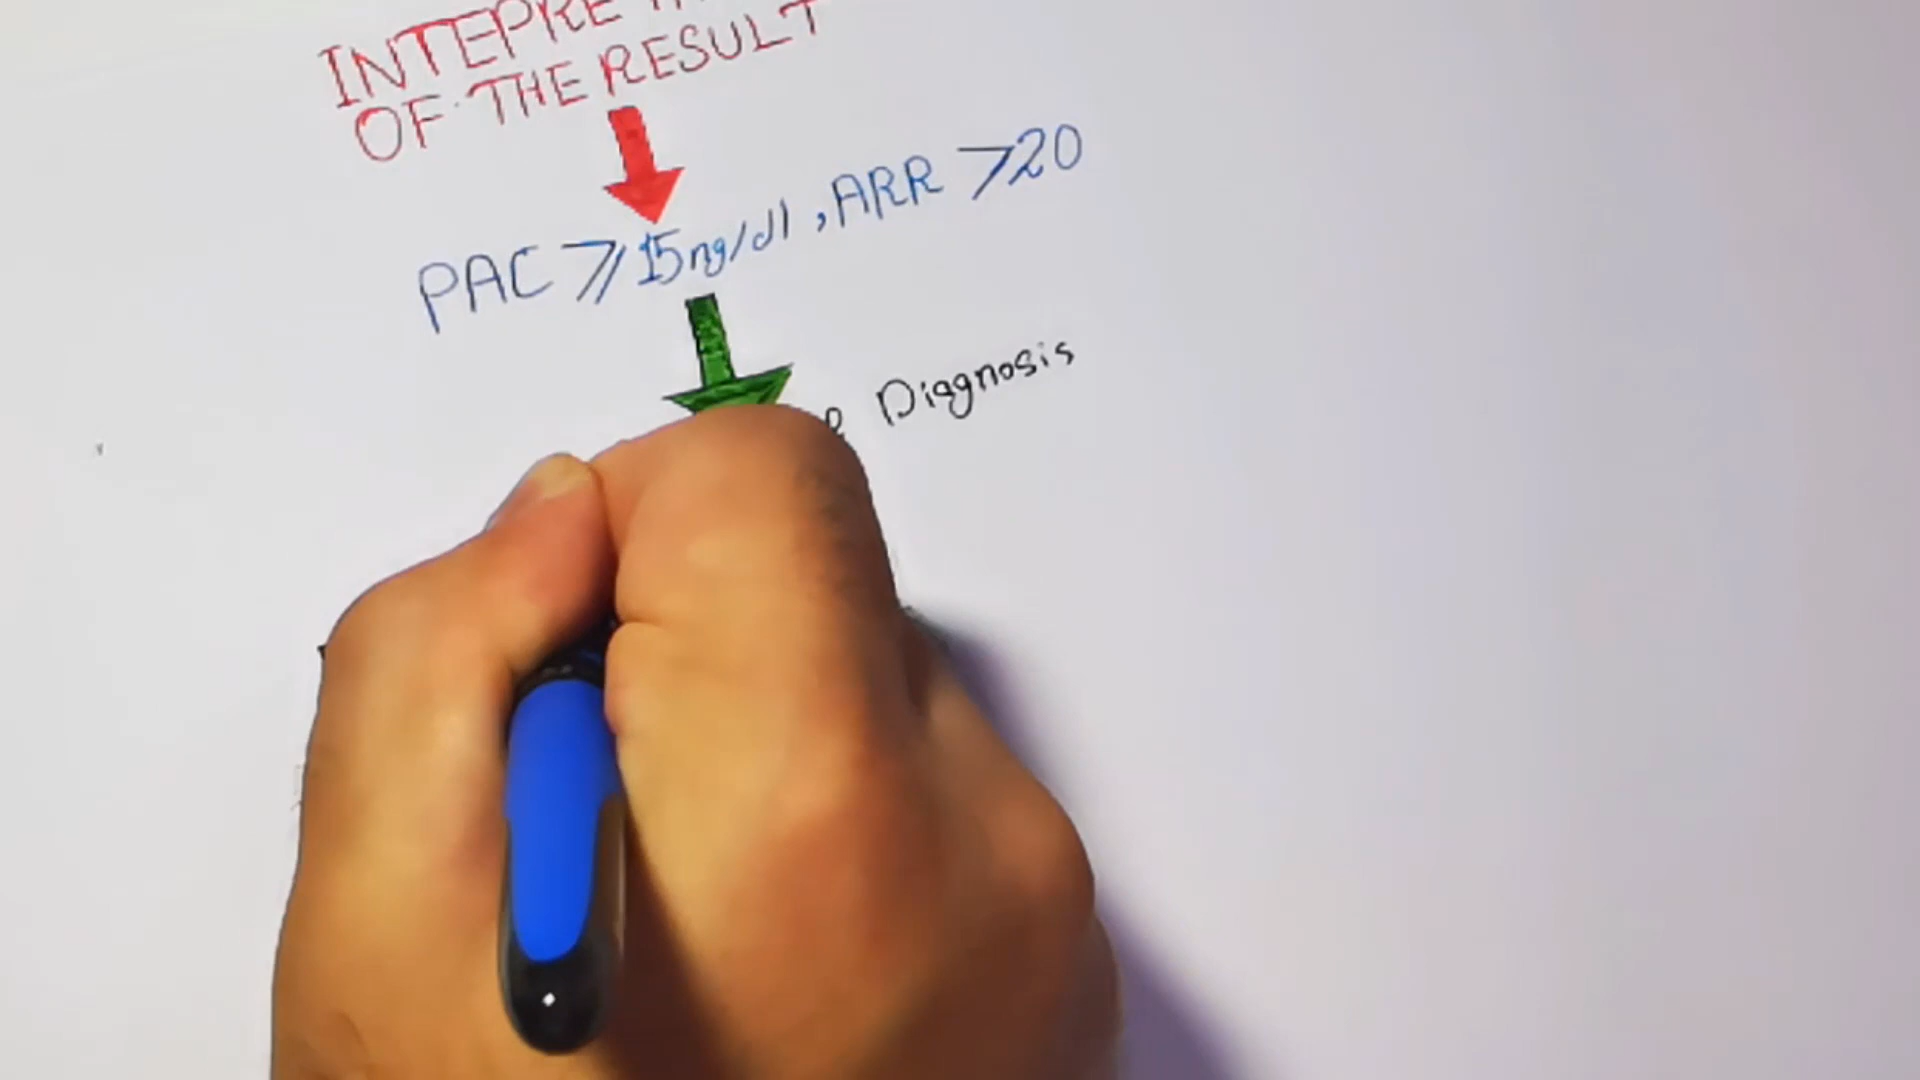 OF THE RESULT
PAC ⩾ 15ng/dl , ARR >20
Diagnosis